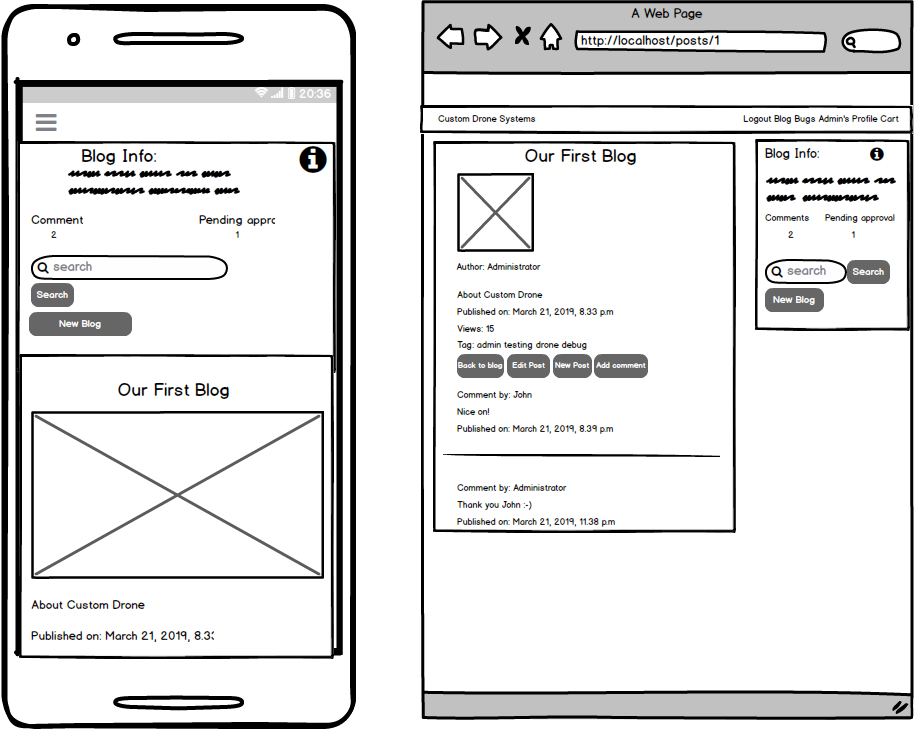 20:36
Blog Info:
Comment Pending appro
2 1
search
Search
New Blog
Our First Blog
About Custom Drone
Published on: March 21, 2019, 8.33
A Web Page
http://localhost/posts/1
Custom Drone Systems Logout Blog Bugs Admin's Profile Cart
Our First Blog
Author: Administrator
About Custom Drone
Published on: March 21, 2019, 8.33 p.m
Views: 15
Tag: admin testing drone debug
Back to blog Edit Post New Post Add comment
Comment by: John
Nice on!
Published on: March 21, 2019, 8.39 p.m
Comment by: Administrator
Thank you John :-)
Published on: March 21, 2019, 11.38 p.m
Blog Info:
Comments Pending approval
2 1
search Search
New Blog